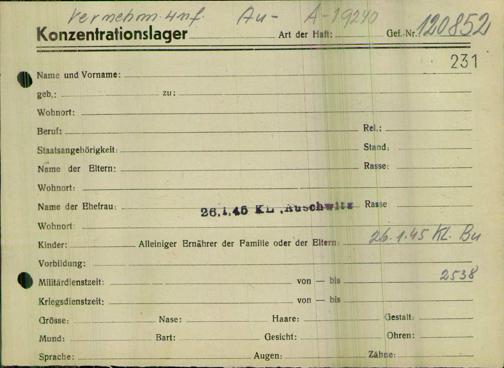 Vernehm. Unf. Au- A-19240
Konzentrationslager Art der Haft: Gef.-Nr.: 120852
231
Name und Vorname:
geb.: zu:
Wohnort:
Beruf: Rel.:
Staatsangehörigkeit: Stand:
Name der Eltern: Rasse:
Wohnort:
Name der Ehefrau: Rasse
26.1.45 KL. Auschwitz
Wohnort:
Kinder: Alleiniger Ernährer der Familie oder der Eltern: 26.1.45 KL. Bu
Vorbildung:
Militärdienstzeit: von — bis 2538
Kriegsdienstzeit: von — bis
Grösse: Nase: Haare: Gestalt:
Mund: Bart: Gesicht: Ohren:
Sprache: Augen: Zähne: